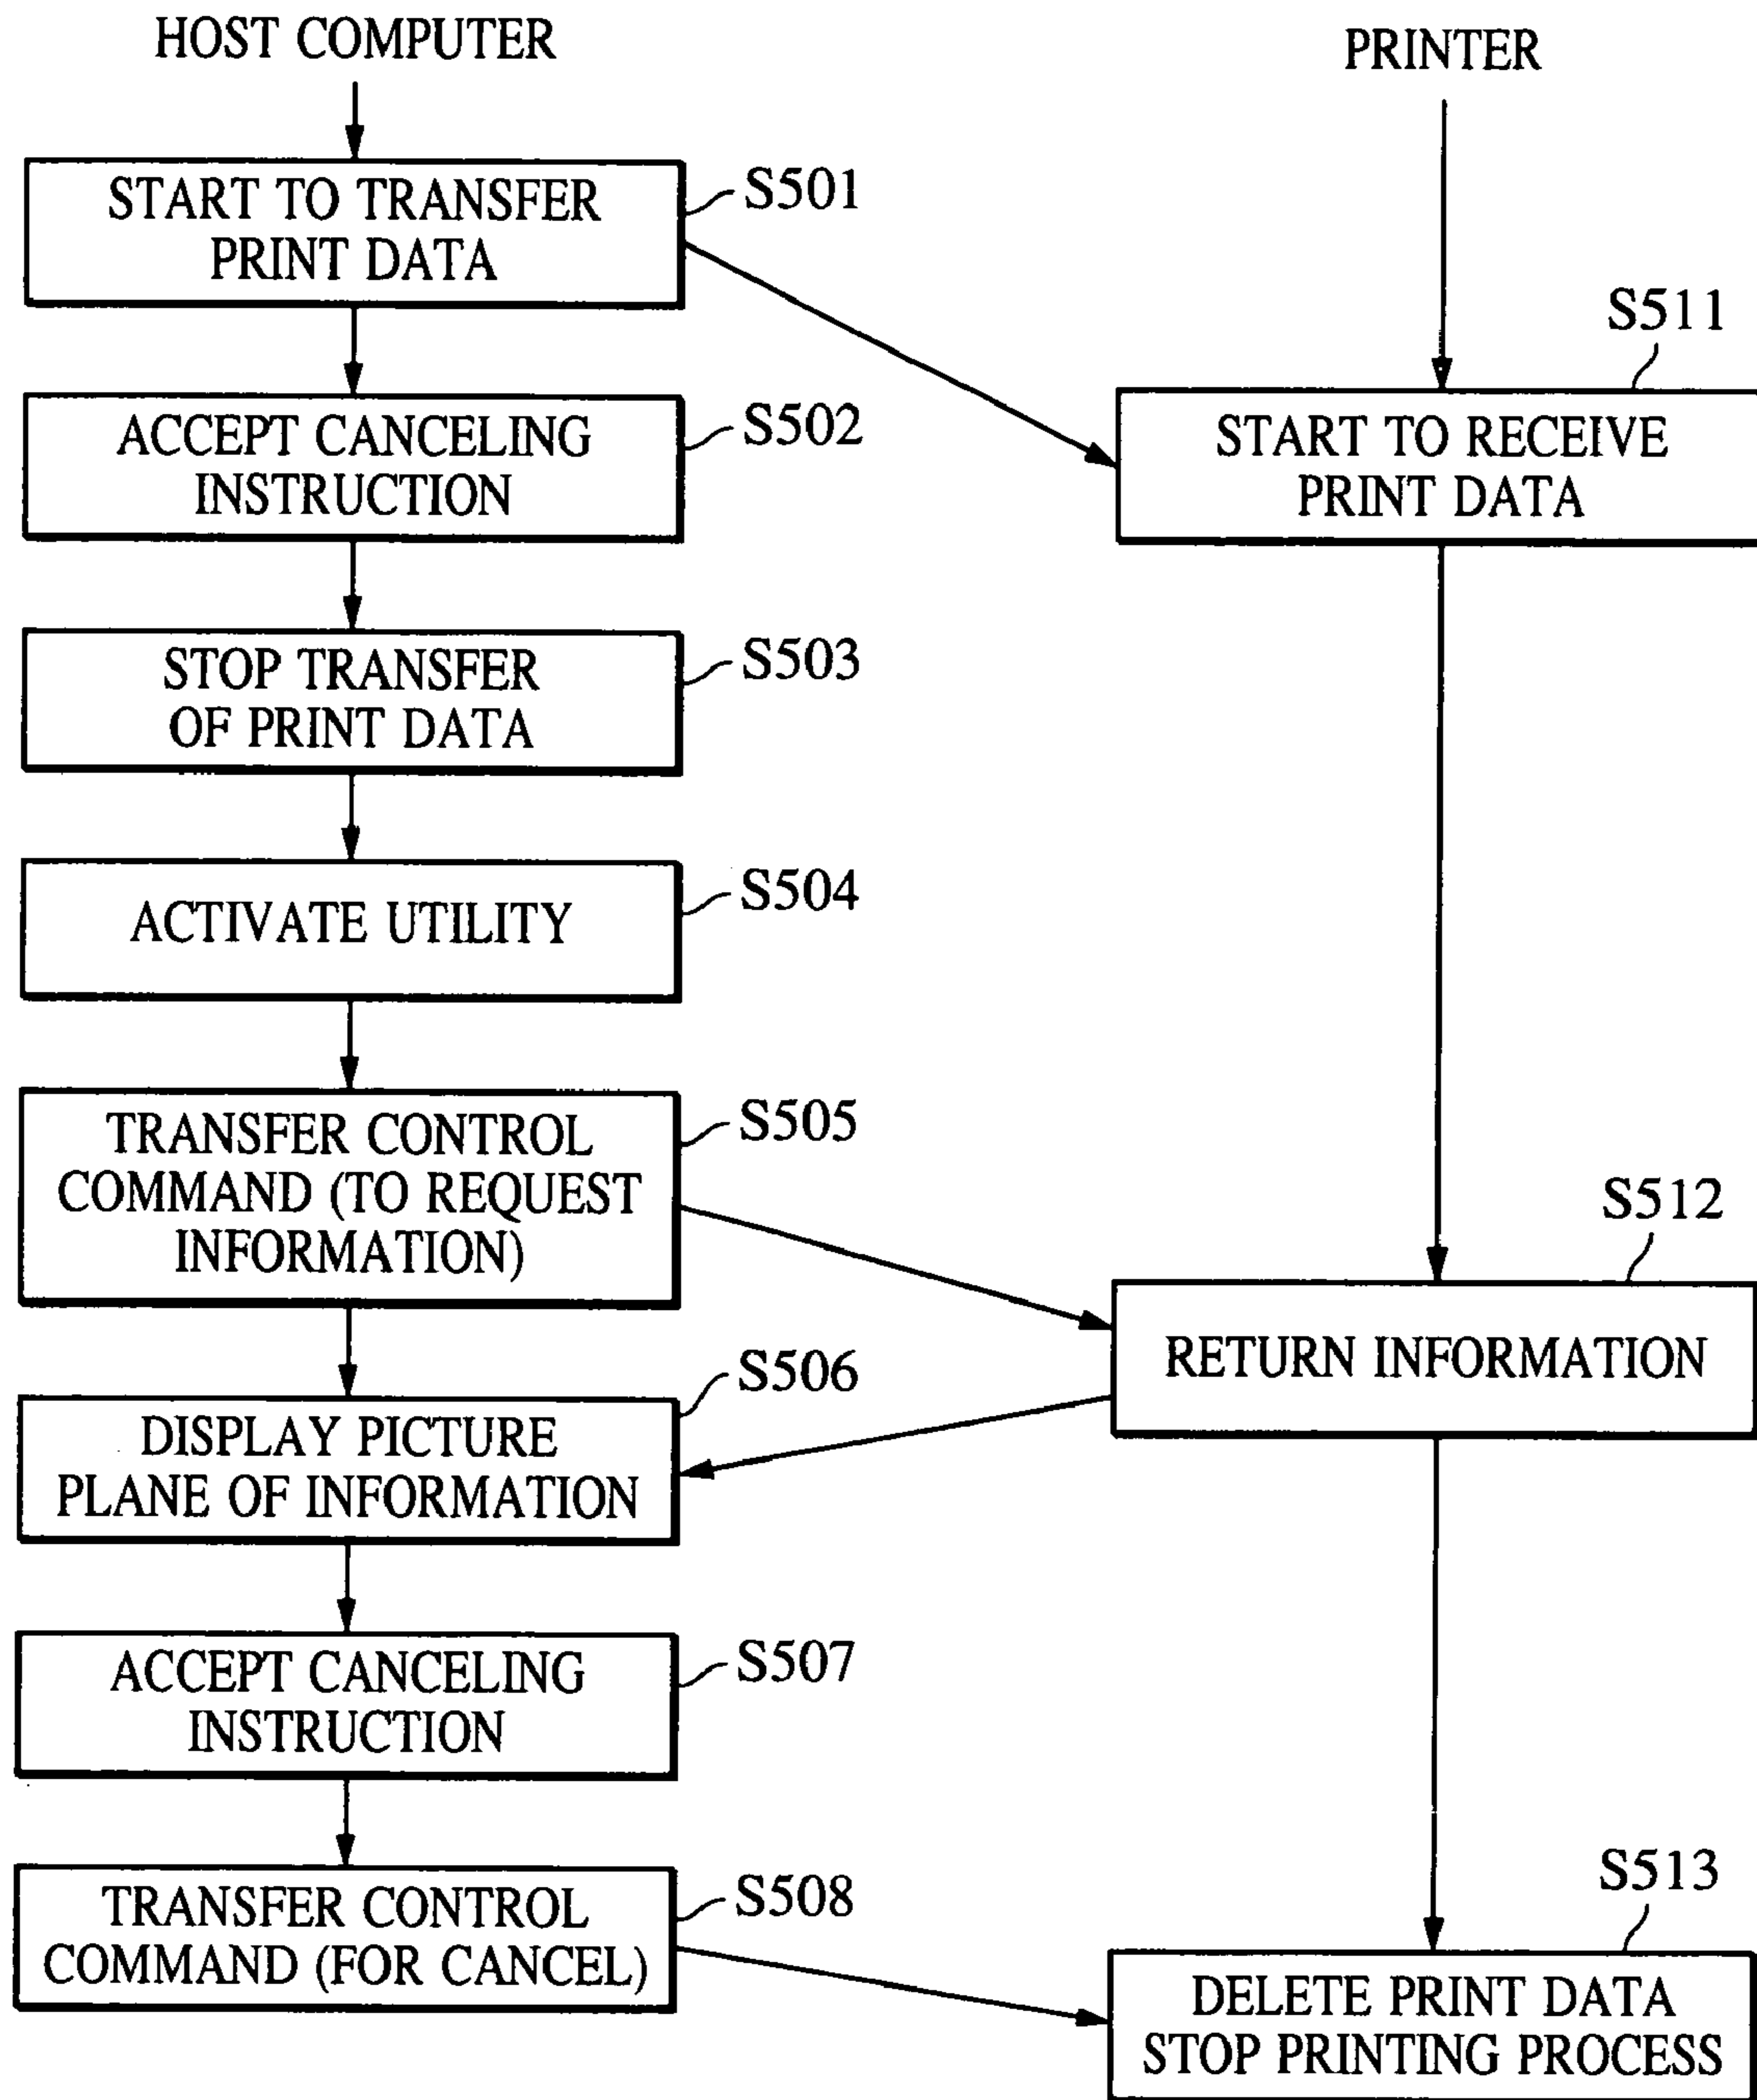 HOST COMPUTER
PRINTER
START TO TRANSFER
PRINT DATA
S501
S511
START TO RECEIVE
PRINT DATA
ACCEPT CANCELING
INSTRUCTION
S502
STOP TRANSFER
OF PRINT DATA
S503
ACTIVATE UTILITY
S504
TRANSFER CONTROL
COMMAND (TO REQUEST
INFORMATION)
S505
S512
RETURN INFORMATION
DISPLAY PICTURE
PLANE OF INFORMATION
S506
ACCEPT CANCELING
INSTRUCTION
S507
TRANSFER CONTROL
COMMAND (FOR CANCEL)
S508
S513
DELETE PRINT DATA
STOP PRINTING PROCESS